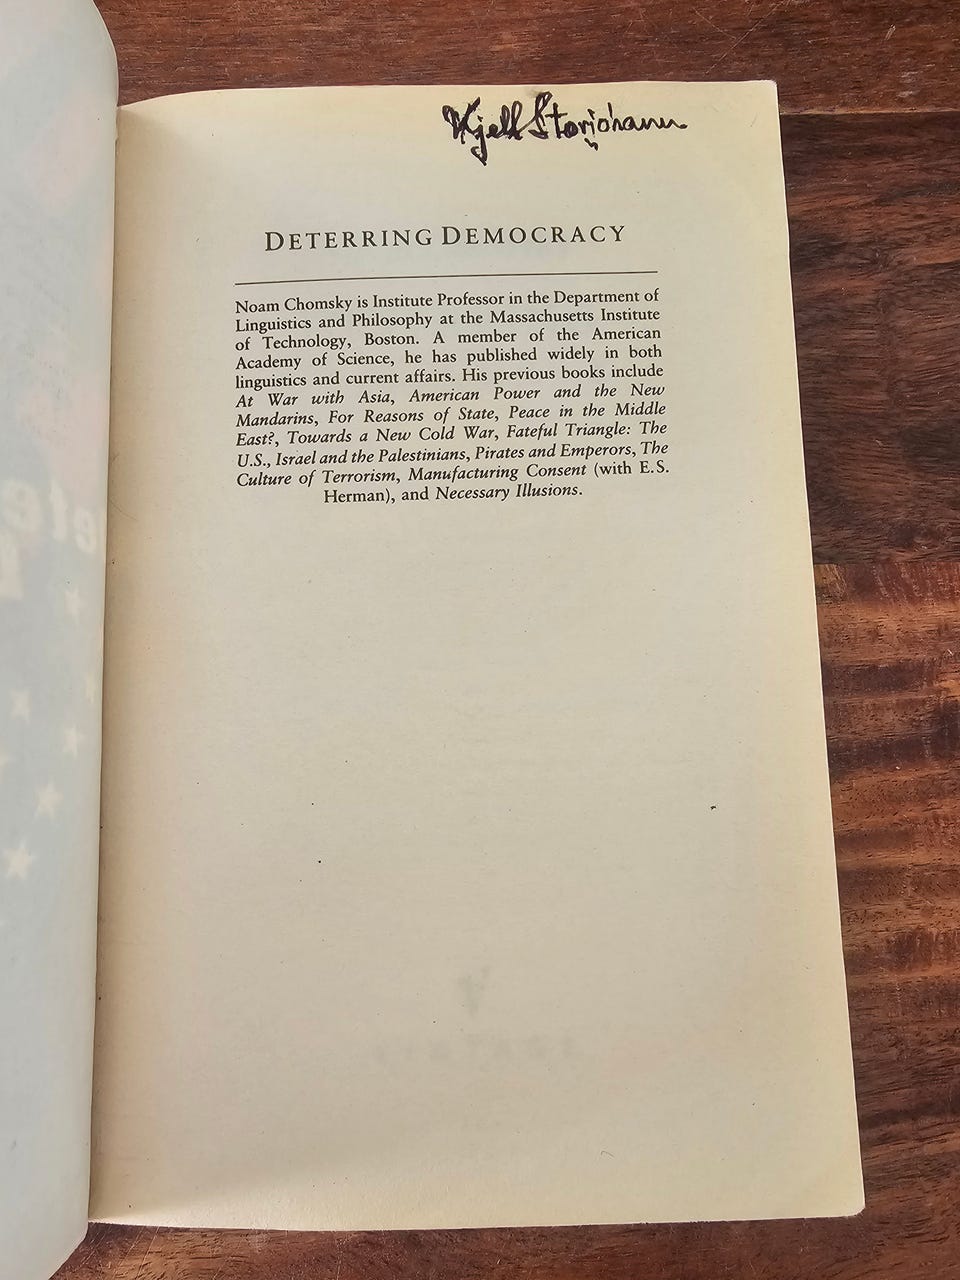 Kjell Storjohann
DETERRING DEMOCRACY
Noam Chomsky is Institute Professor in the Department of
Linguistics and Philosophy at the Massachusetts Institute
of Technology, Boston. A member of the American
Academy of Science, he has published widely in both
linguistics and current affairs. His previous books include
At War with Asia, American Power and the New
Mandarins, For Reasons of State, Peace in the Middle
East?, Towards a New Cold War, Fateful Triangle: The
U.S., Israel and the Palestinians, Pirates and Emperors, The
Culture of Terrorism, Manufacturing Consent (with E.S.
Herman), and Necessary Illusions.